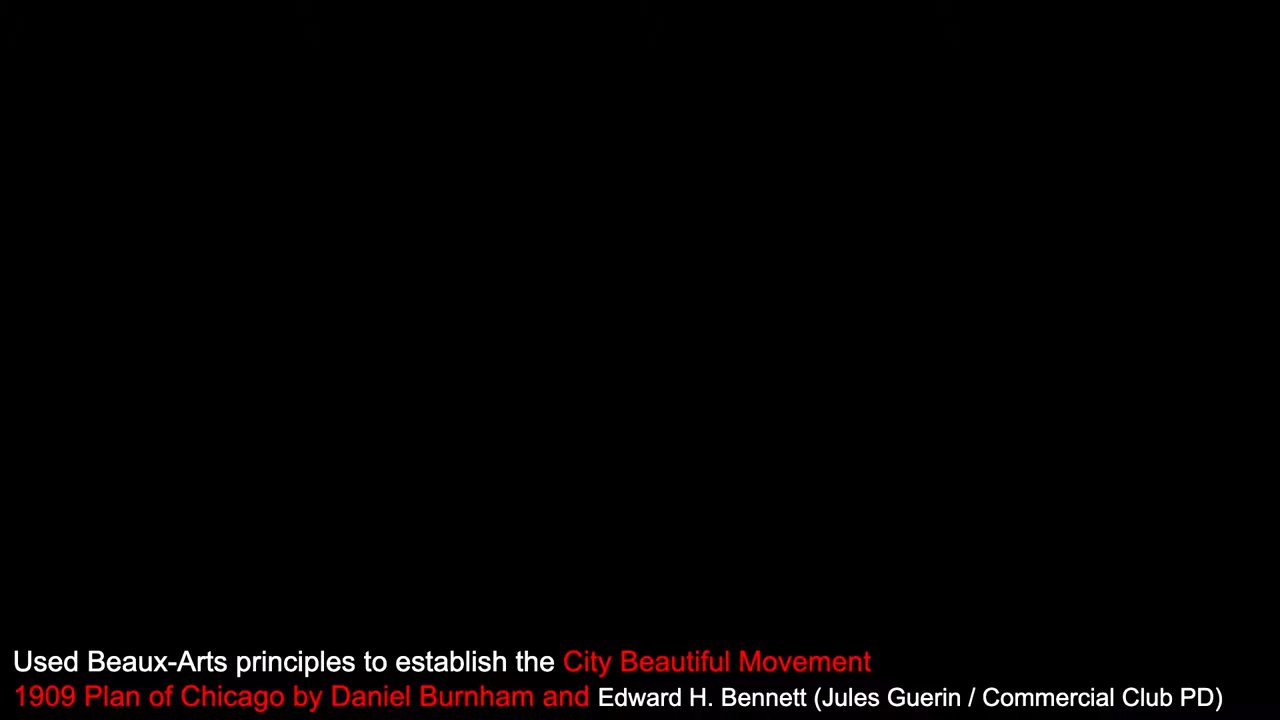 Used Beaux-Arts principles to establish the City Beautiful Movement
1909 Plan of Chicago by Daniel Burnham and Edward H. Bennett (Jules Guerin / Commercial Club PD)